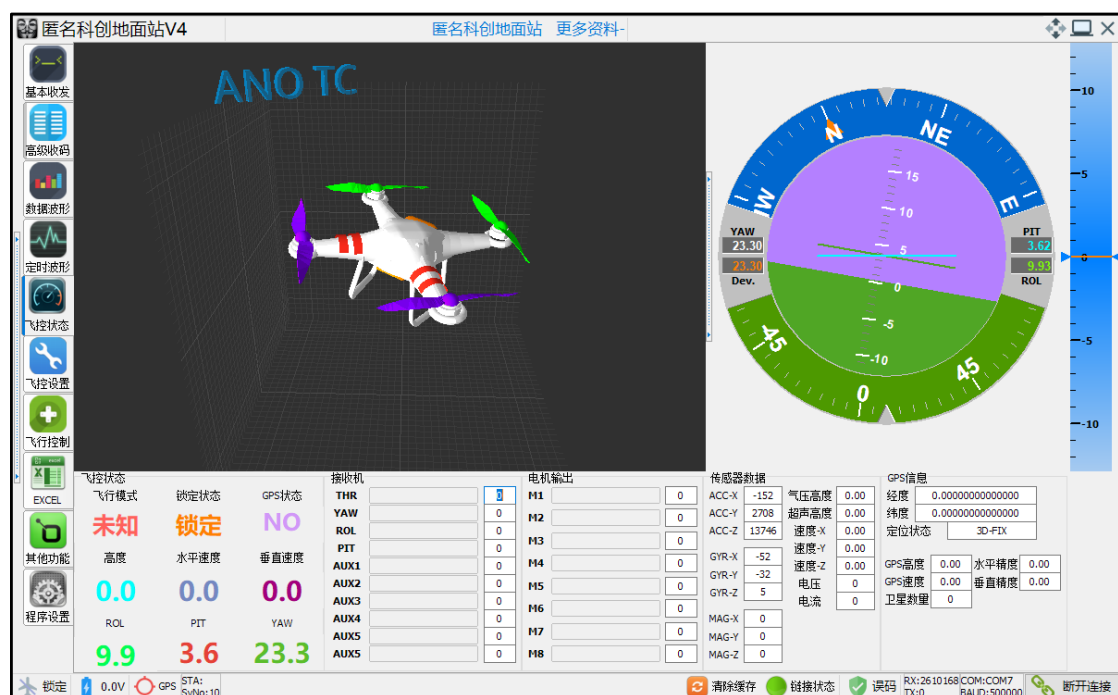 匿名科创地面站V4
匿名科创地面站 更多资料-
基本收发
高级收码
数据波形
定时波形
飞控状态
飞控设置
飞行控制
EXCEL
其他功能
程序设置
ANO TC
N NE E
YAW
23.30
23.30
Dev.
15
10
5
0
-5
-10
PIT
3.62
9.93
ROL
45 0 45
10
5
0
-5
-10
飞控状态
飞行模式 锁定状态 GPS状态
未知 锁定 NO
高度 水平速度 垂直速度
0.0 0.0 0.0
ROL PIT YAW
9.9 3.6 23.3
接收机
THR 0
YAW 0
ROL 0
PIT 0
AUX1 0
AUX2 0
AUX3 0
AUX4 0
AUX5 0
AUX5 0
电机输出
M1 0
M2 0
M3 0
M4 0
M5 0
M6 0
M7 0
M8 0
传感器数据
ACC-X -152 气压高度 0.00
ACC-Y 2708 超声高度 0.00
ACC-Z 13746 速度-X 0.00
速度-Y 0.00
GYR-X -52 速度-Z 0.00
GYR-Y -32 电压 0
GYR-Z 5 电流 0
MAG-X 0
MAG-Y 0
MAG-Z 0
GPS信息
经度 0.00000000000000
纬度 0.00000000000000
定位状态 3D-FIX
GPS高度 0.00 水平精度 0.00
GPS速度 0.00 垂直精度 0.00
卫星数量 0
锁定 0.0V GPS STA:
SyNo:10
清除缓存 链接状态 误码 RX:2610168 COM:COM7
TX:0 BAUD:500000
断开连接